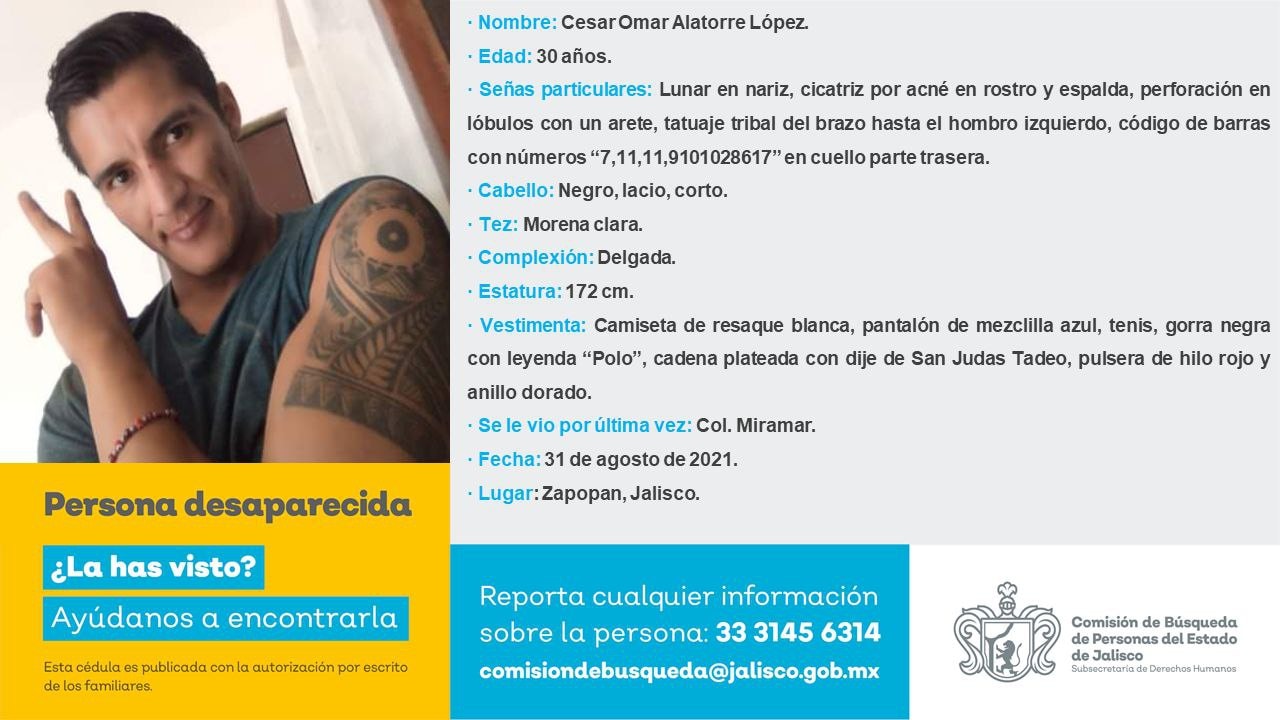 · Nombre: Cesar Omar Alatorre López.
· Edad: 30 años.
· Señas particulares: Lunar en nariz, cicatriz por acné en rostro y espalda, perforación en
lóbulos con un arete, tatuaje tribal del brazo hasta el hombro izquierdo, código de barras
con números “7,11,11,9101028617” en cuello parte trasera.
· Cabello: Negro, lacio, corto.
· Tez: Morena clara.
· Complexión: Delgada.
· Estatura: 172 cm.
· Vestimenta: Camiseta de resaque blanca, pantalón de mezclilla azul, tenis, gorra negra
con leyenda “Polo”, cadena plateada con dije de San Judas Tadeo, pulsera de hilo rojo y
anillo dorado.
· Se le vio por última vez: Col. Miramar.
· Fecha: 31 de agosto de 2021.
· Lugar: Zapopan, Jalisco.
Persona desaparecida
¿La has visto?
Ayúdanos a encontrarla
Esta cédula es publicada con la autorización por escrito
de los familiares.
Reporta cualquier información
sobre la persona: 33 3145 6314
comisiondebusqueda@jalisco.gob.mx
Comisión de Búsqueda
de Personas del Estado
de Jalisco
Subsecretaría de Derechos Humanos